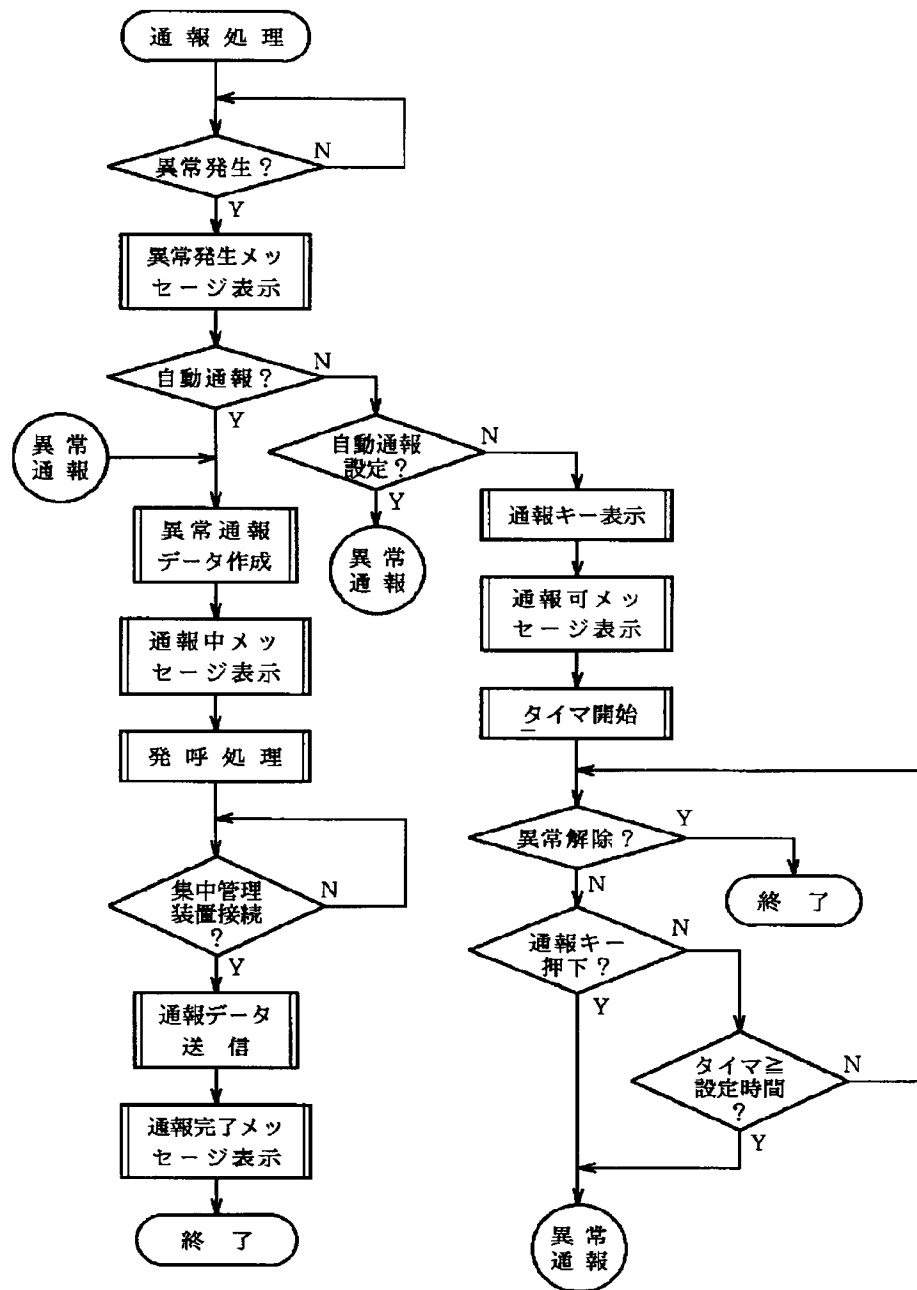 通報処理
異常発生?
N
Y
異常発生メッ
セージ表示
自動通報?
N
Y
異常
通報
自動通報
設定?
N
Y
異常
通報
異常通報
データ作成
通報中メッ
セージ表示
発呼処理
集中管理
装置接続
?
N
Y
通報データ
送信
通報完了メッ
セージ表示
終了
通報キー表示
通報可メッ
セージ表示
タイマ開始
異常解除?
Y
N
終了
通報キー
押下?
N
Y
タイマ≧
設定時間
?
N
Y
異常
通報